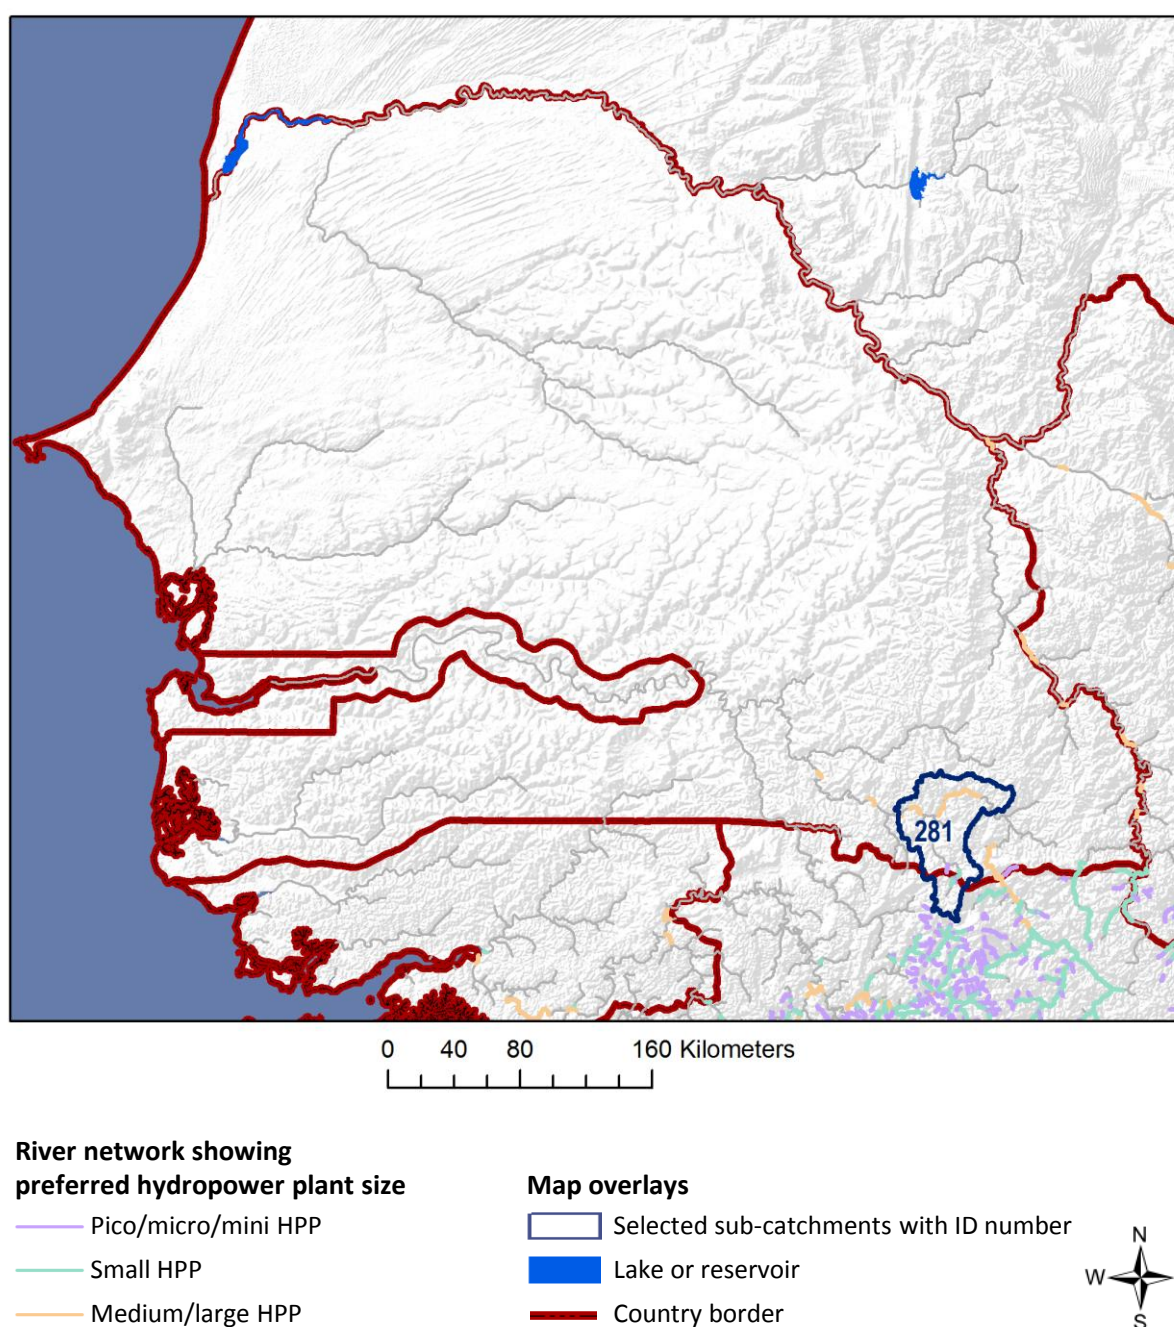 281
0 40 80 160 Kilometers
River network showing
preferred hydropower plant size
Pico/micro/mini HPP
Small HPP
Medium/large HPP
Map overlays
Selected sub-catchments with ID number
Lake or reservoir
Country border
N
W
S